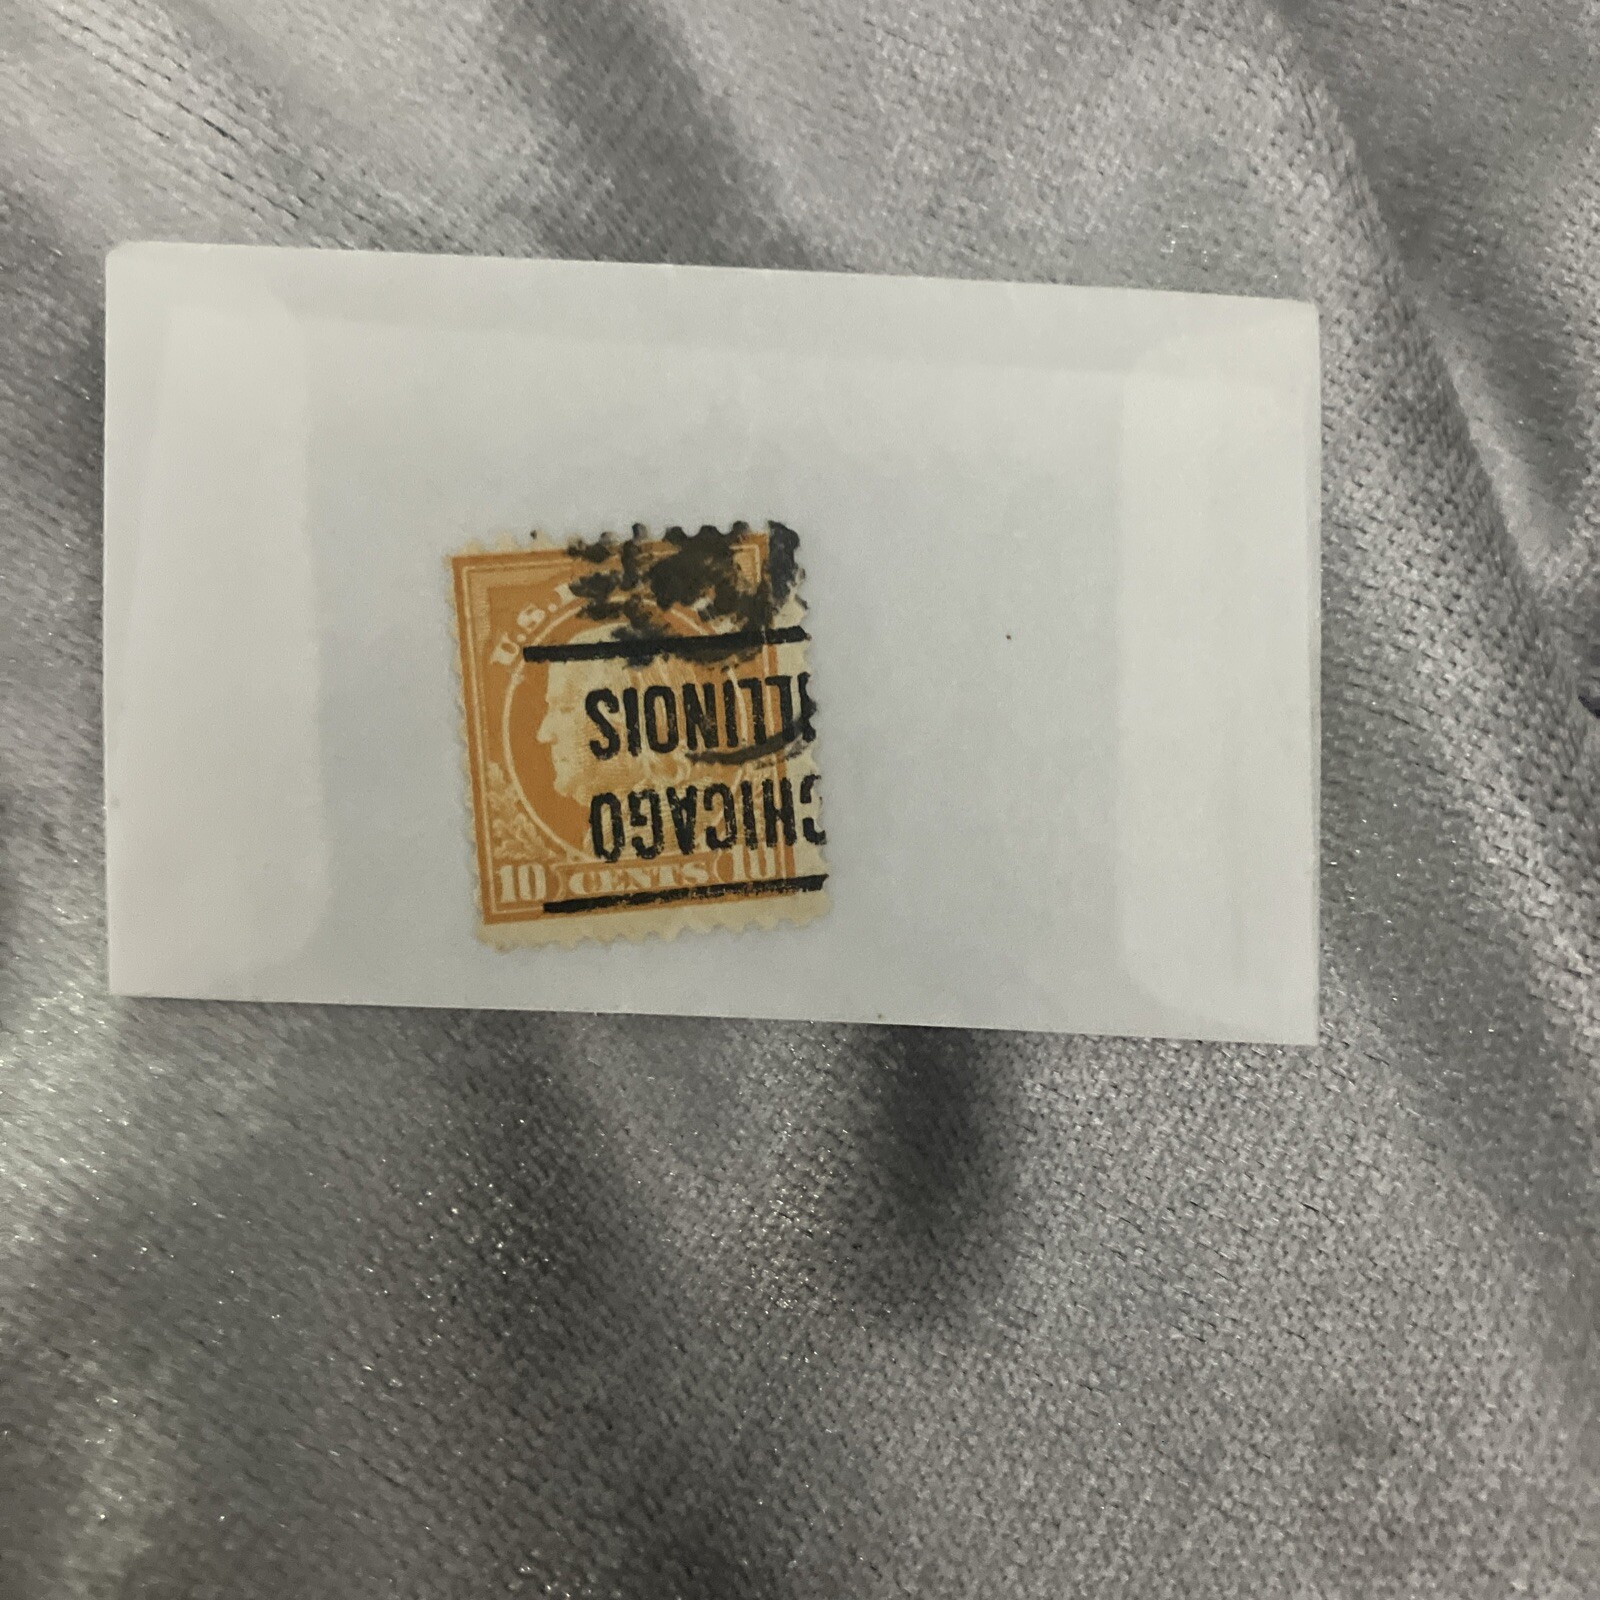 U.S.
ILLINOIS
CHICAGO
10 CENTS 10